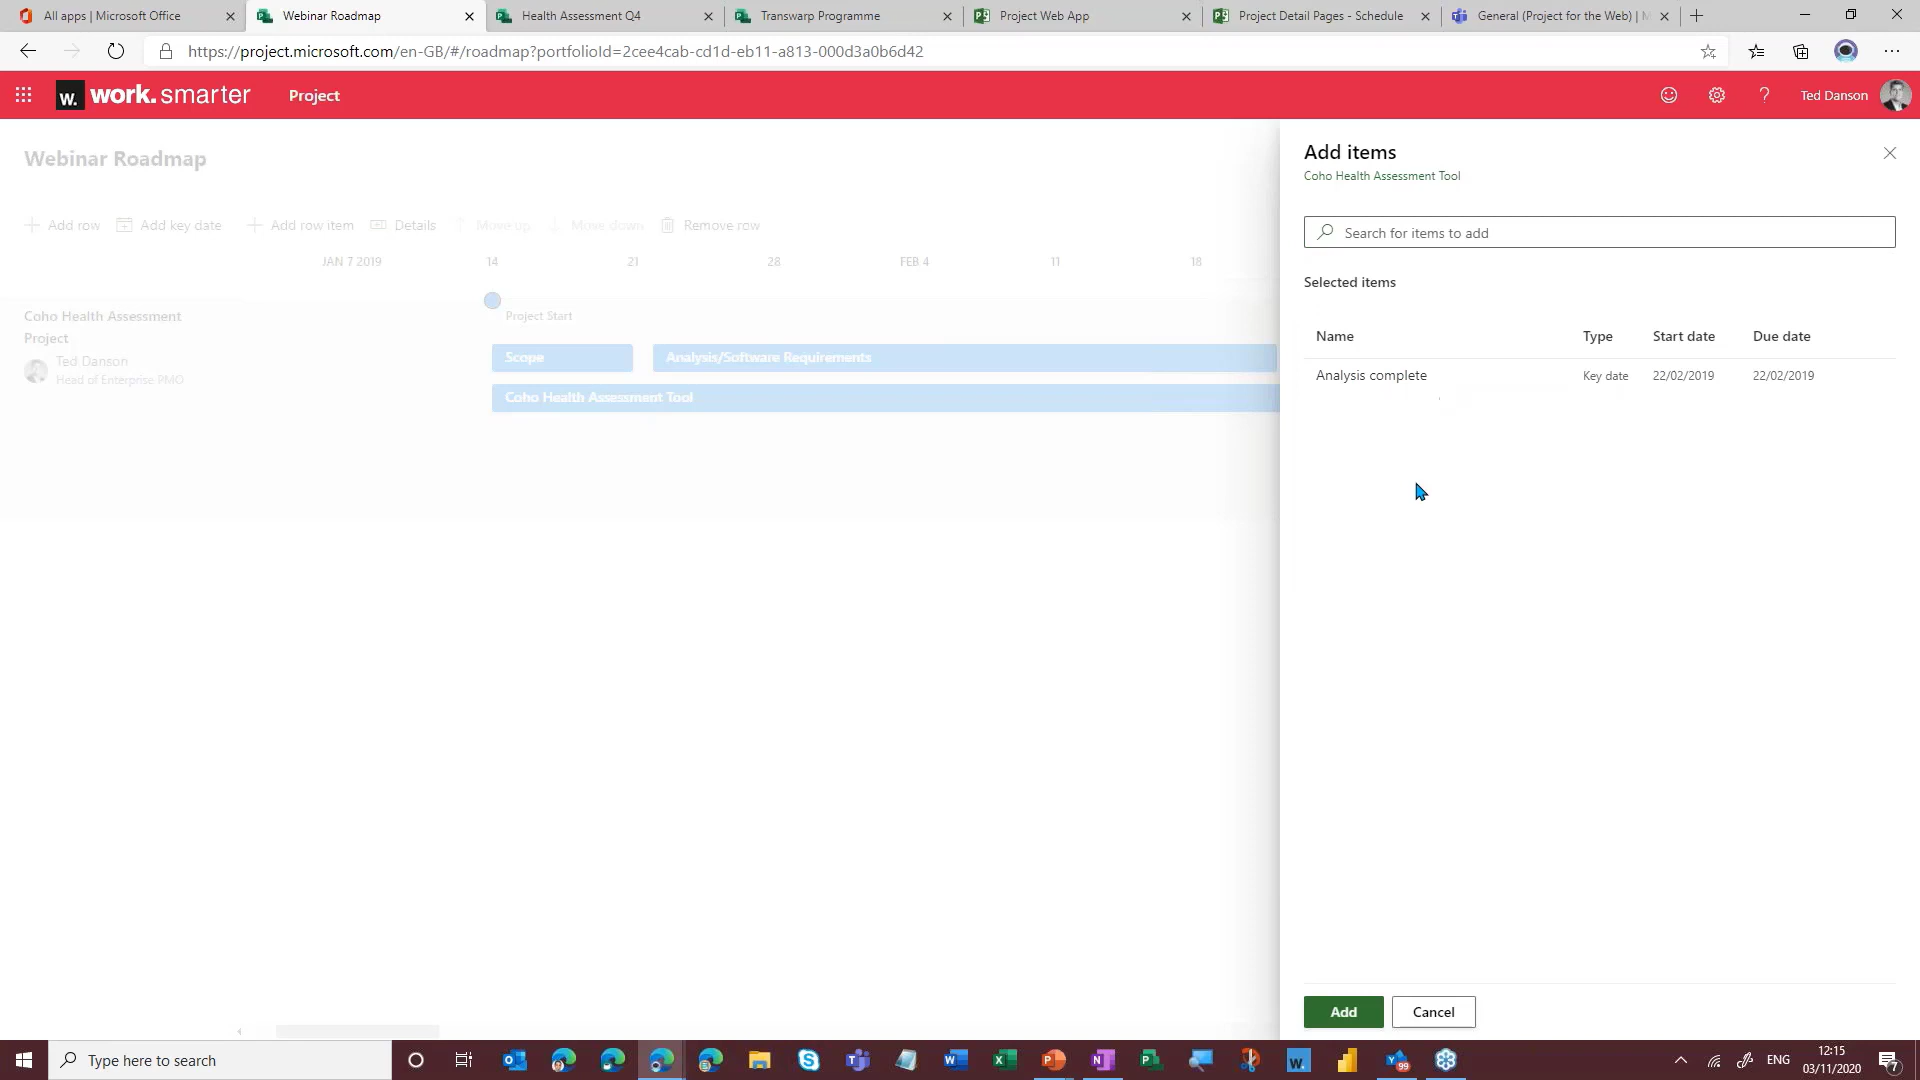 All apps | Microsoft Office
Webinar Roadmap
Health Assessment Q4
Transwarp Programme
Project Web App
Project Detail Pages - Schedule
General (Project for the Web) | M
https://project.microsoft.com/en-GB/#/roadmap?portfolioId=2cee4cab-cd1d-eb11-a813-000d3a0b6d42
w. work.smarter
Project
Ted Danson
Webinar Roadmap
Add row
Add key date
Add row item
Details
Move up
Move down
Remove row
JAN 7 2019
14
21
28
FEB 4
11
18
Project Start
Coho Health Assessment
Project
Ted Danson
Head of Enterprise PMO
Scope
Analysis/Software Requirements
Coho Health Assessment Tool
Add items
Coho Health Assessment Tool
Search for items to add
Selected items
Name Type Start date Due date
Analysis complete Key date 22/02/2019 22/02/2019
Add
Cancel
Type here to search
99
ENG
12:15
03/11/2020
7